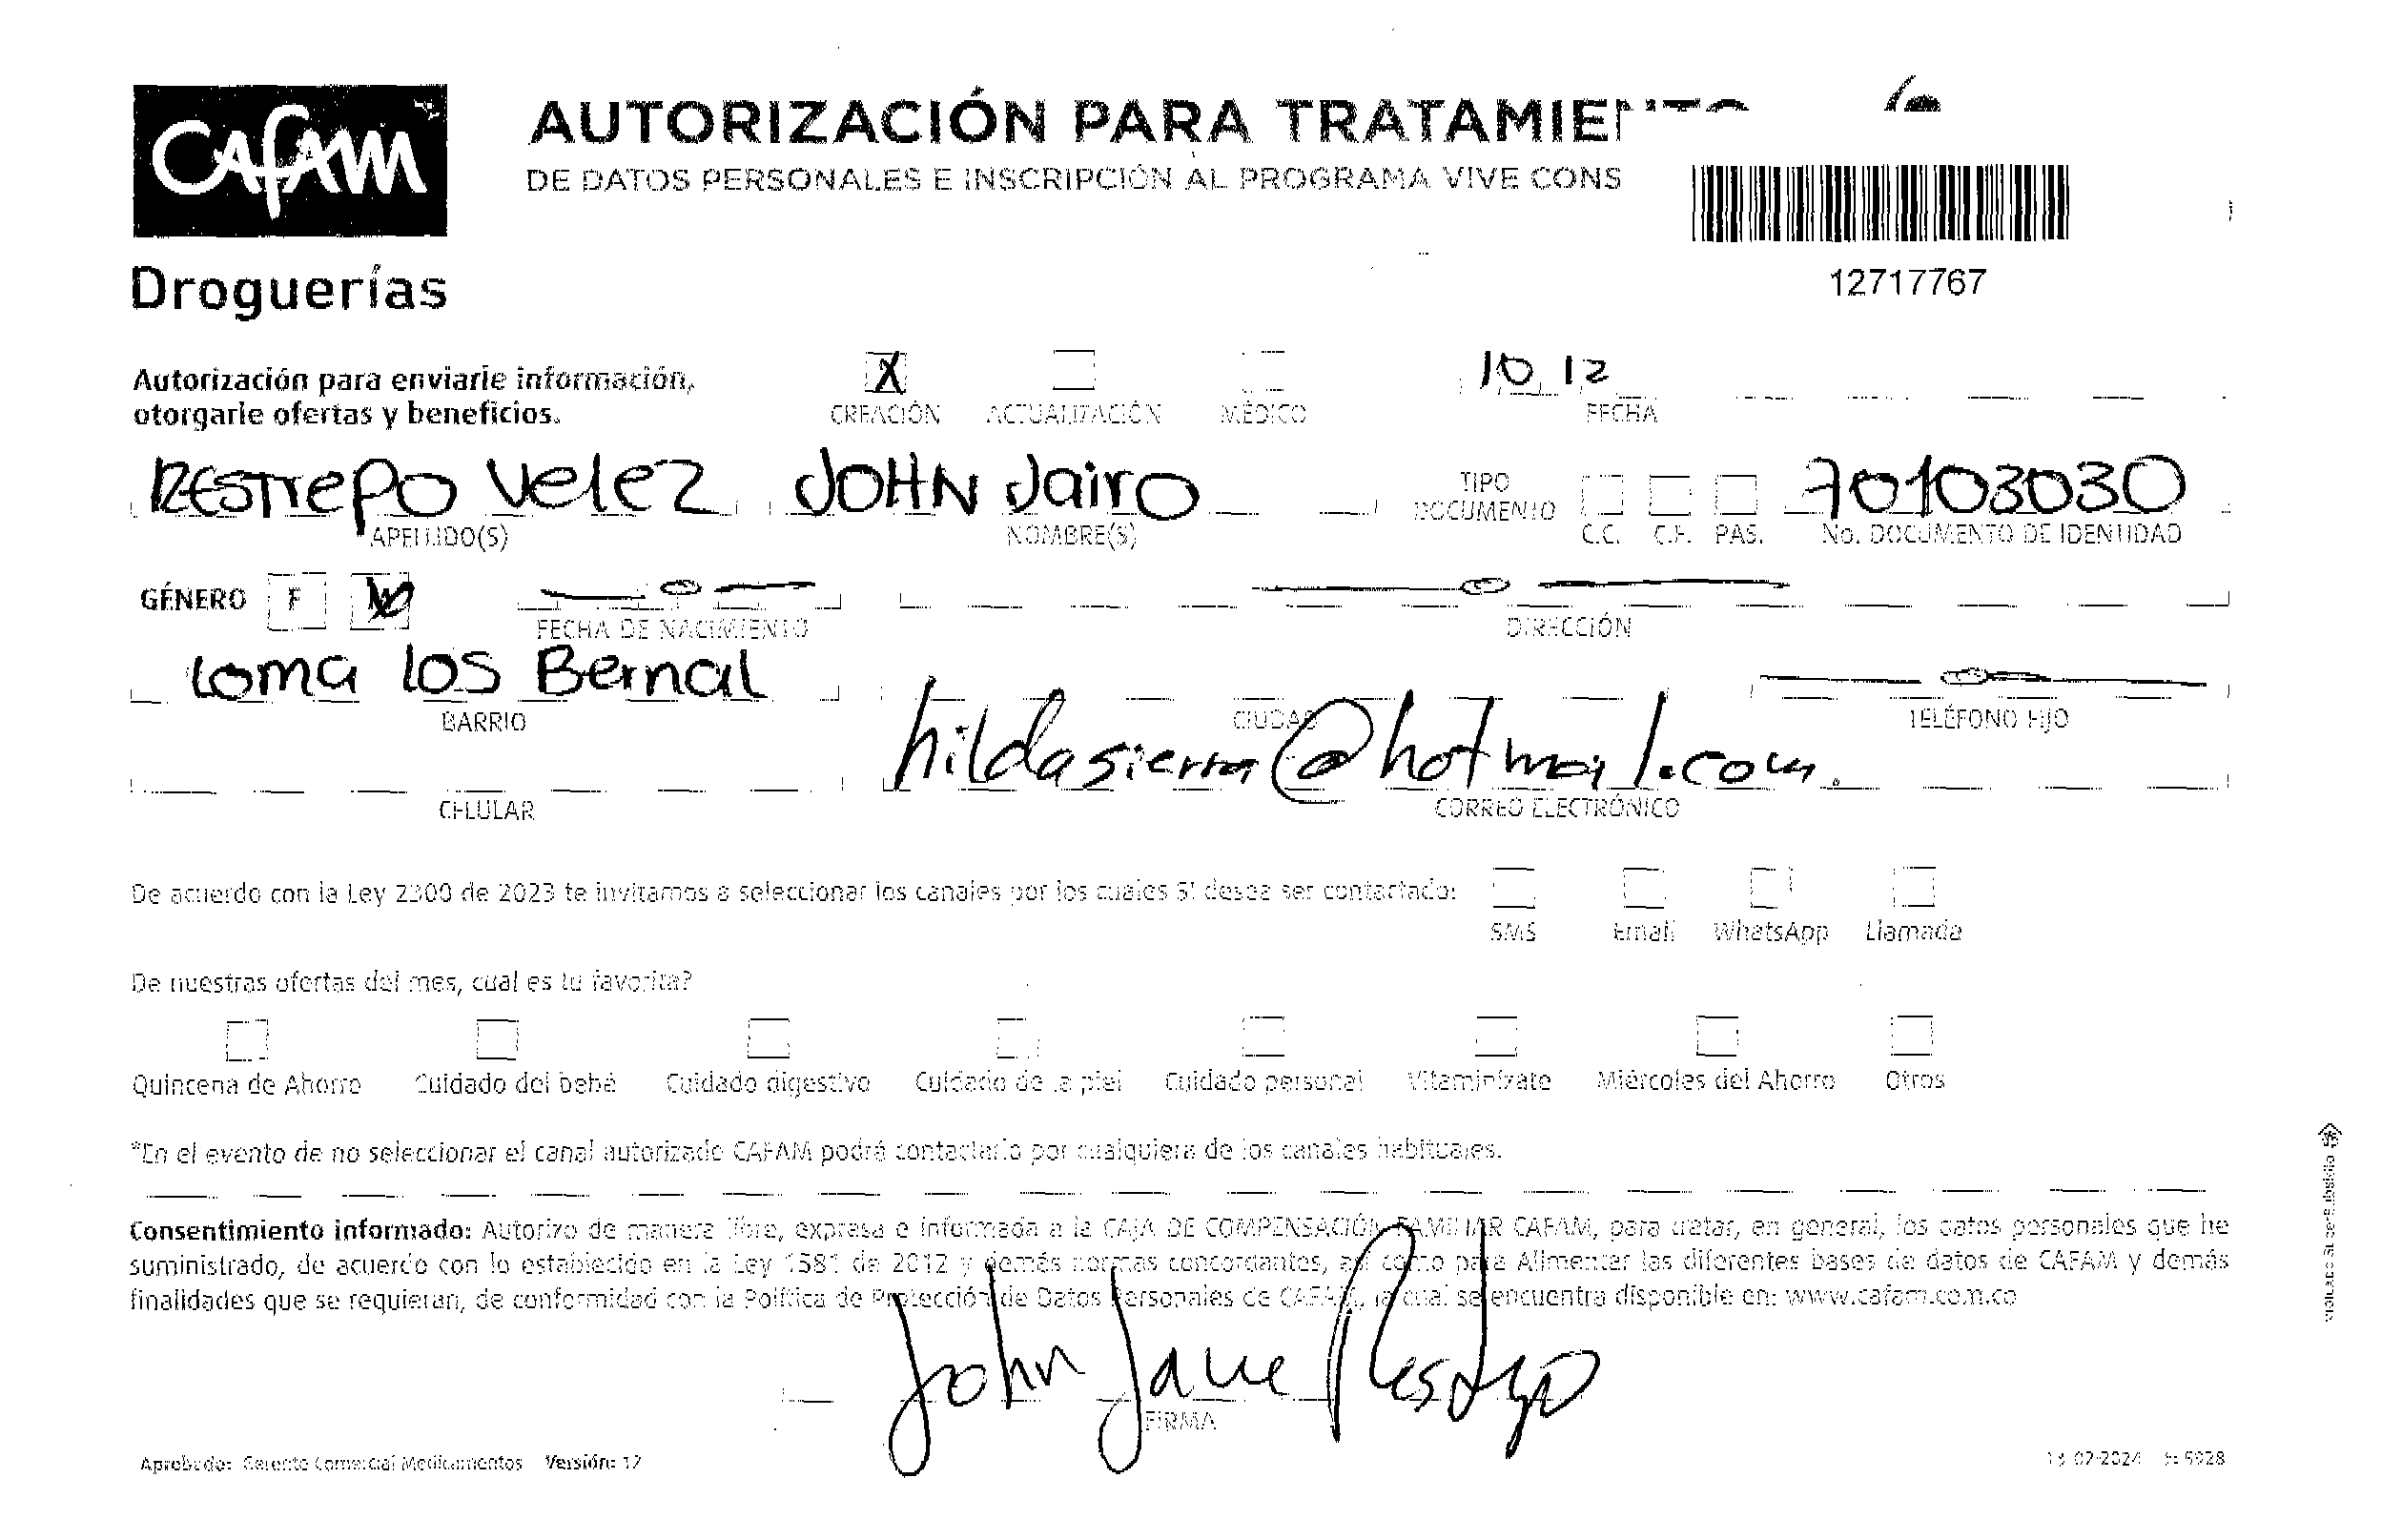 CAFAM
Droguerías
AUTORIZACIÓN PARA TRATAMIE
DE DATOS PERSONALES E INSCRIPCIÓN AL PROGRAMA VIVE CONS
12717767
Autorización para enviarle información,
otorgarle ofertas y beneficios.
X
CREACIÓN ACTUALIZACIÓN MÉDICO
10 12
FECHA
RESTrePO Velez JOHN Jairo
APELLIDO(S) NOMBRE(S)
TIPO DOCUMENTO C.C. C.E. PAS.
70103030
No. DOCUMENTO DE IDENTIDAD
GÉNERO F
FECHA DE NACIMIENTO DIRECCIÓN
Loma los Bernal
BARRIO CIUDAD TELÉFONO FIJO
hildasierra@hotmail.com.
CELULAR CORREO ELECTRÓNICO
De acuerdo con la Ley 2300 de 2023 te invitamos a seleccionar los canales por los cuales SI desea ser contactado:
SMS Email WhatsApp Llamada
De nuestras ofertas del mes, cual es tu favorita?
Quincena de Ahorro Cuidado del bebé Cuidado digestivo Cuidado de la piel Cuidado personal Vitamínizate Miércoles del Ahorro Otros
*En el evento de no seleccionar el canal autorizado CAFAM podrá contactarlo por cualquiera de los canales habituales.
Consentimiento informado: Autorizo de manera libre, expresa e informada a la CAJA DE COMPENSACIÓN FAMILIAR CAFAM, para tratar, en general, los datos personales que he
suministrado, de acuerdo con lo establecido en la Ley 1581 de 2012 y demás normas concordantes, así como para Alimentar las diferentes bases de datos de CAFAM y demás
finalidades que se requieran, de conformidad con la Política de Protección de Datos Personales de CAFAM, la cual se encuentra disponible en: www.cafam.com.co
John Jaire Restrepo
FIRMA
Aprobado: Gerente Comercial Medicamentos Versión: 12